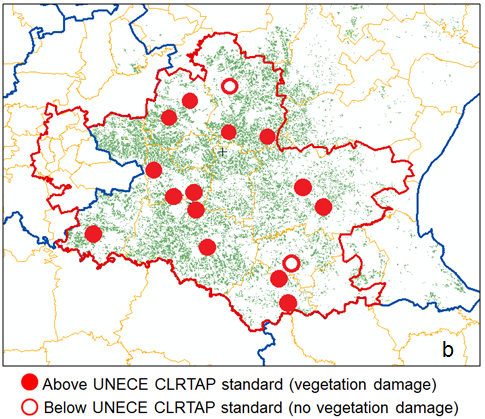 b
Above UNECE CLRTAP standard (vegetation damage)
Below UNECE CLRTAP standard (no vegetation damage)